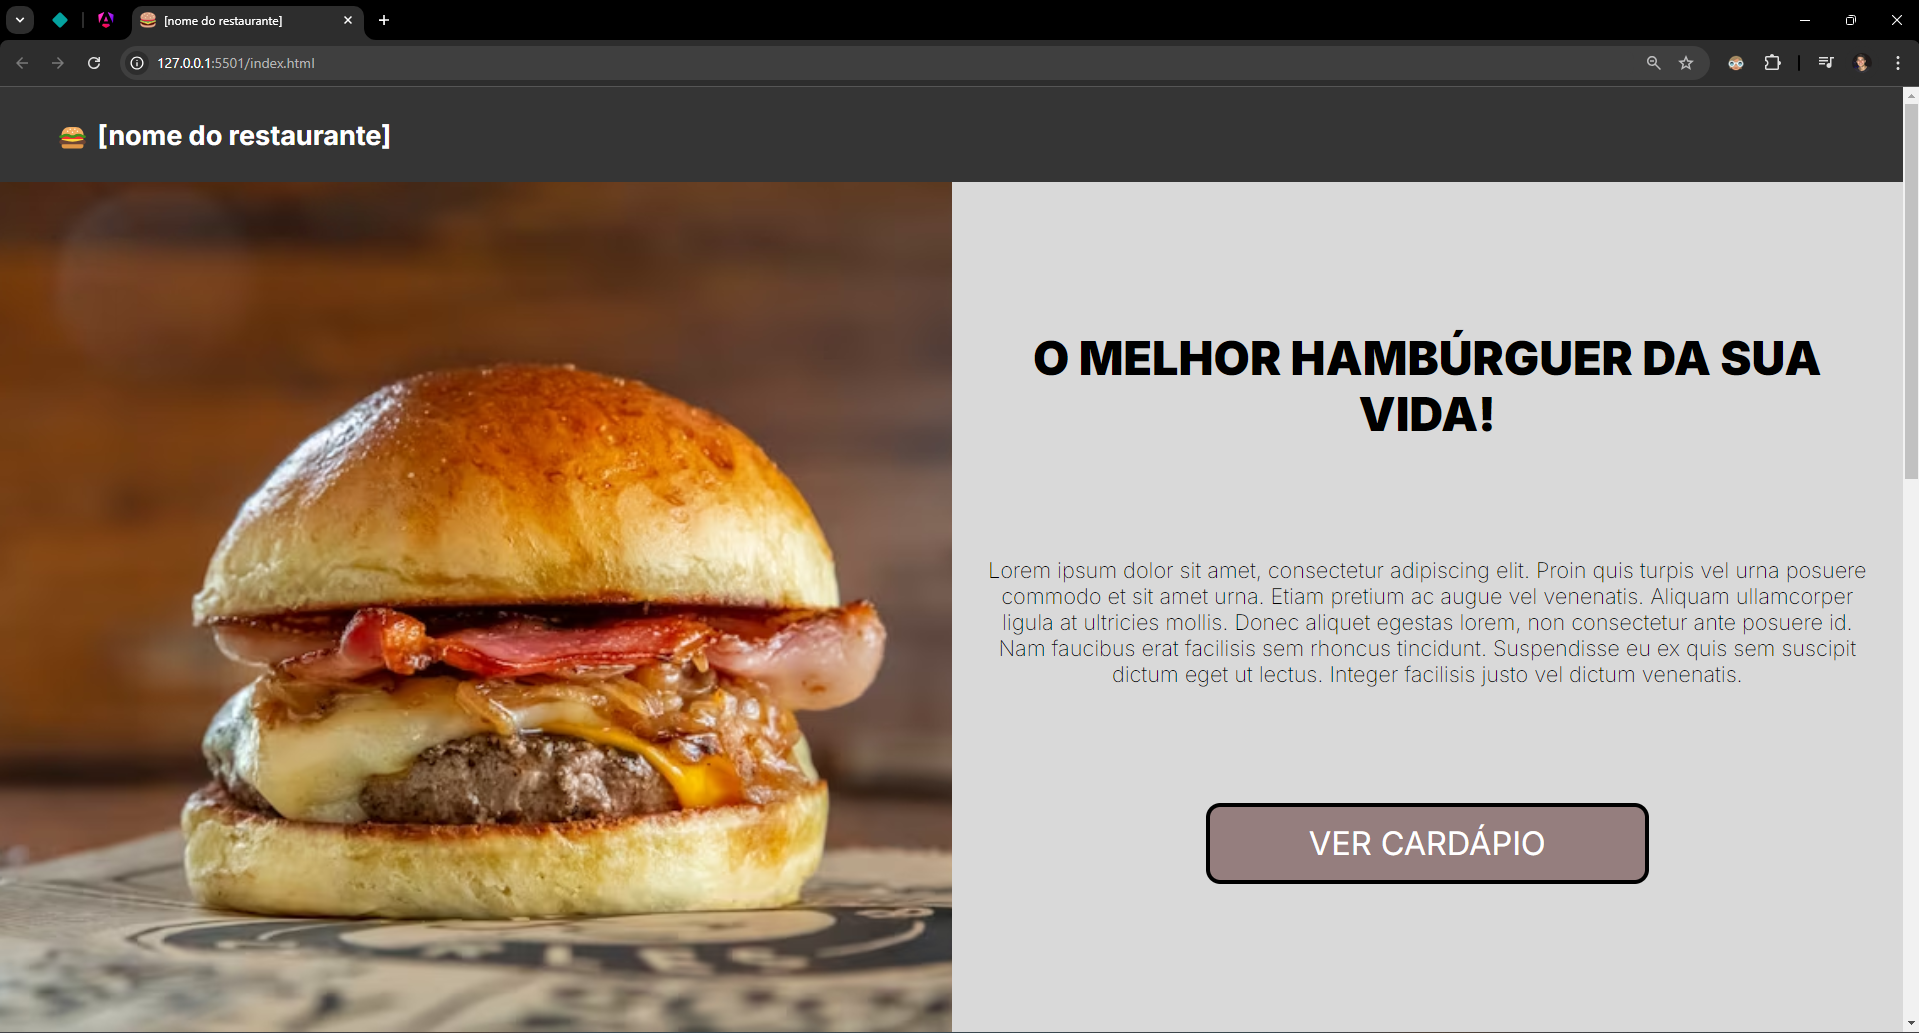 [nome do restaurante]
127.0.0.1:5501/index.html
[nome do restaurante]
O MELHOR HAMBÚRGUER DA SUA
VIDA!
Lorem ipsum dolor sit amet, consectetur adipiscing elit. Proin quis turpis vel urna posuere
commodo et sit amet urna. Etiam pretium ac augue vel venenatis. Aliquam ullamcorper
ligula at ultricies mollis. Donec aliquet egestas lorem, non consectetur ante posuere id.
Nam faucibus erat facilisis sem rhoncus tincidunt. Suspendisse eu ex quis sem suscipit
dictum eget ut lectus. Integer facilisis justo vel dictum venenatis.
VER CARDÁPIO